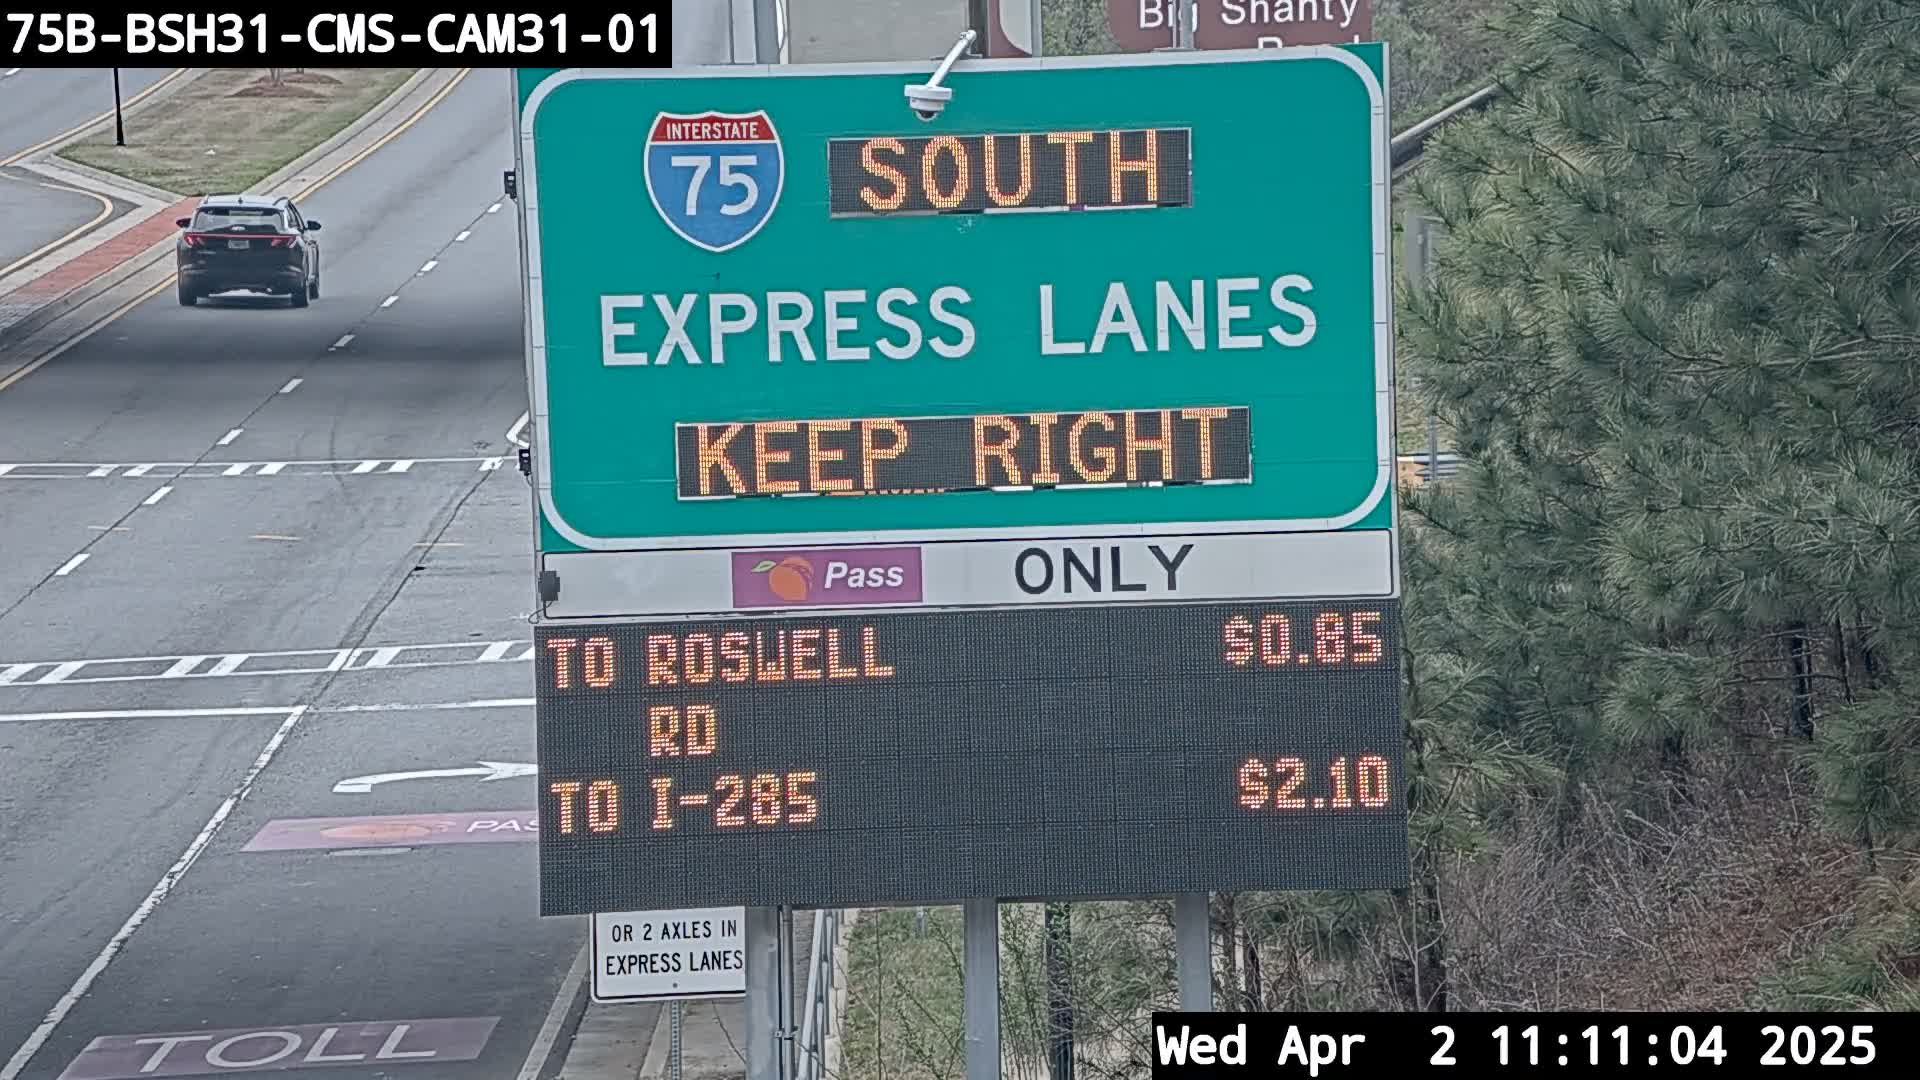 75B-BSH31-CMS-CAM31-01
Big Shanty
INTERSTATE
75
SOUTH
EXPRESS LANES
KEEP RIGHT
Pass ONLY
TO ROSWELL $0.85
RD
TO I-285 $2.10
OR 2 AXLES IN
EXPRESS LANES
TOLL
Wed Apr 2 11:11:04 2025